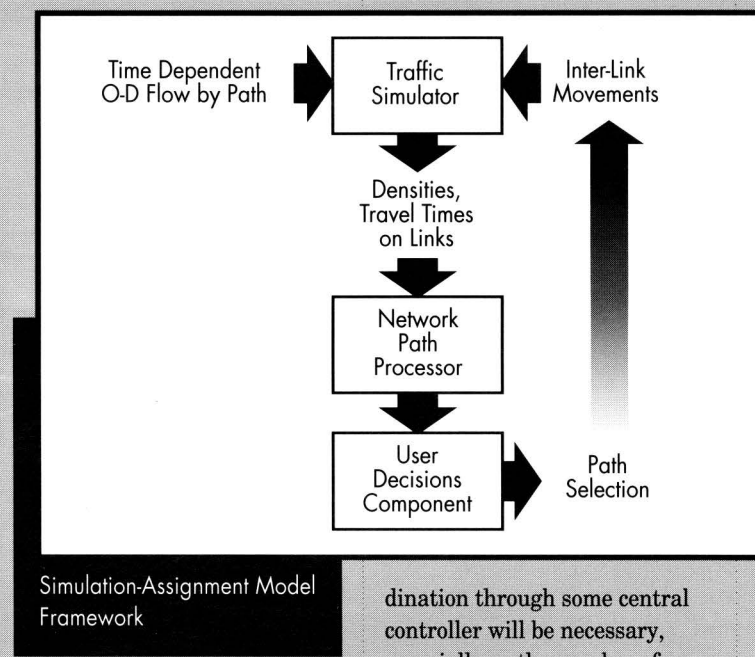 Time Dependent
O-D Flow by Path
Traffic
Simulator
Inter-Link
Movements
Densities,
Travel Times
on Links
Network
Path
Processor
User
Decisions
Component
Path
Selection
Simulation-Assignment Model
Framework
dination through some central
controller will be necessary,